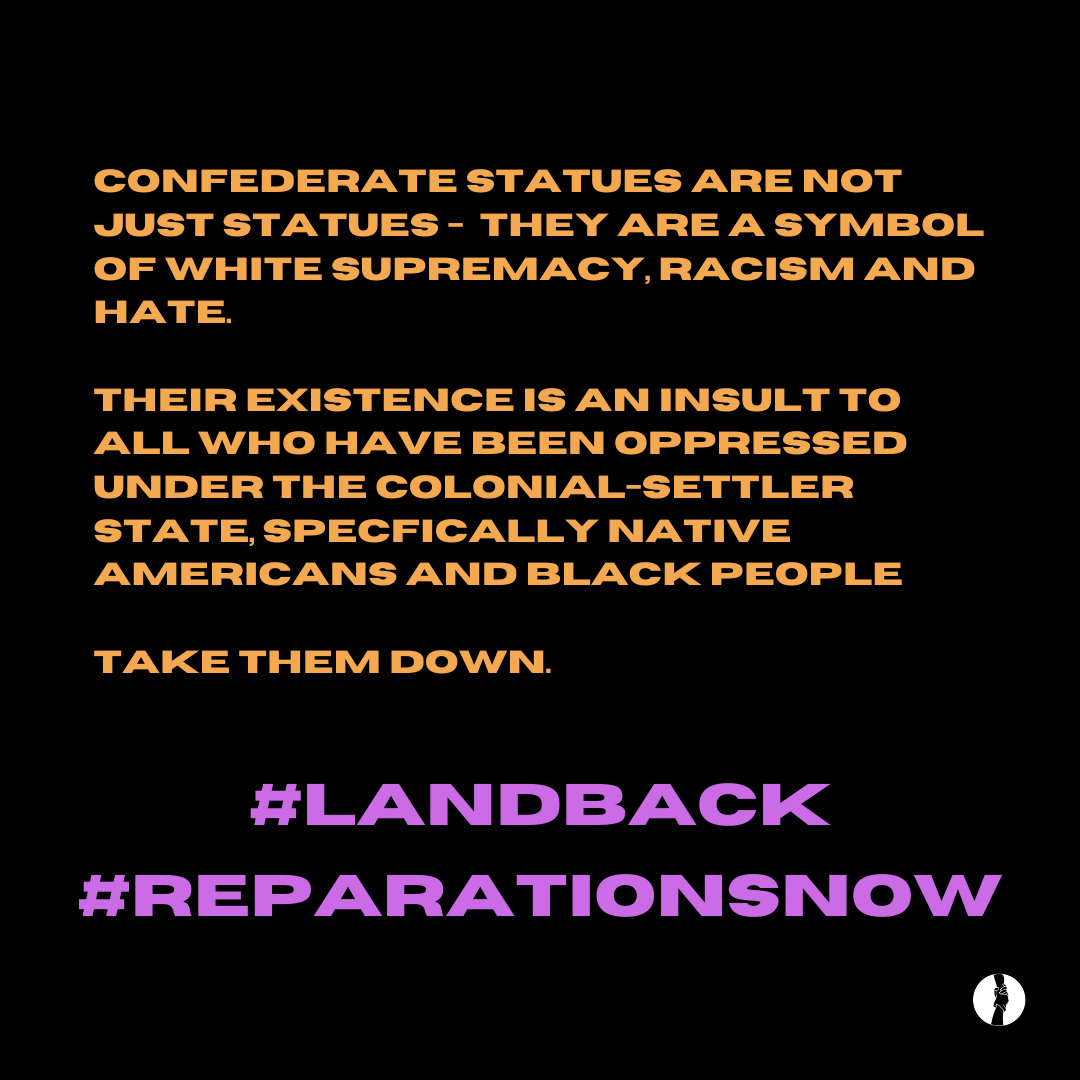 CONFEDERATE STATUES ARE NOT
JUST STATUES - THEY ARE A SYMBOL
OF WHITE SUPREMACY, RACISM AND
HATE.
THEIR EXISTENCE IS AN INSULT TO
ALL WHO HAVE BEEN OPPRESSED
UNDER THE COLONIAL-SETTLER
STATE, SPECFICALLY NATIVE
AMERICANS AND BLACK PEOPLE
TAKE THEM DOWN.
#LANDBACK
#REPARATIONSNOW